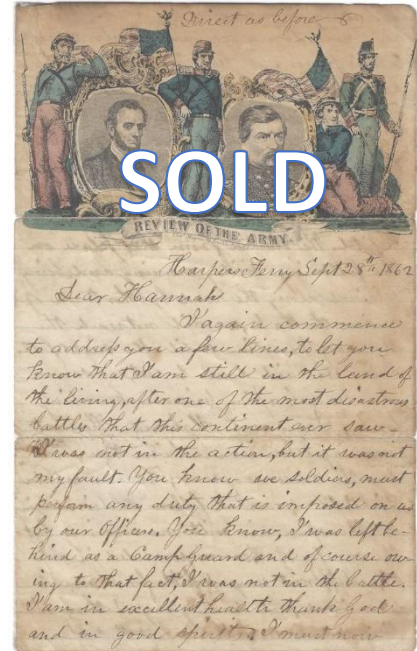 Direct as before
SOLD
REVIEW OF THE ARMY.
Harpers Ferry Sept 28th 1862
Dear Hannah
I again commence
to address you a few lines, to let you
know that I am still in the land of
the living, after one of the most disastrous
battles that this continent ever saw.
I was not in the action, but it was not
my fault. You know we soldiers, must
perform any duty that is imposed on us
by our Officers. You know, I was left be-
hind as a Camp guard and of course ow-
ing to that fact, I was not in the battle.
I am in excellent health thank God
and in good spirits. I must now